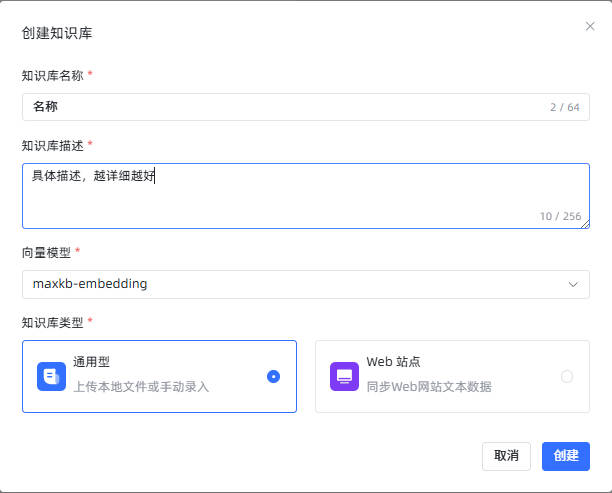 创建知识库
知识库名称 *
名称 2 / 64
知识库描述 *
具体描述，越详细越好
10 / 256
向量模型 *
maxkb-embedding
知识库类型 *
通用型
上传本地文件或手动录入
Web 站点
同步Web网站文本数据
取消 创建